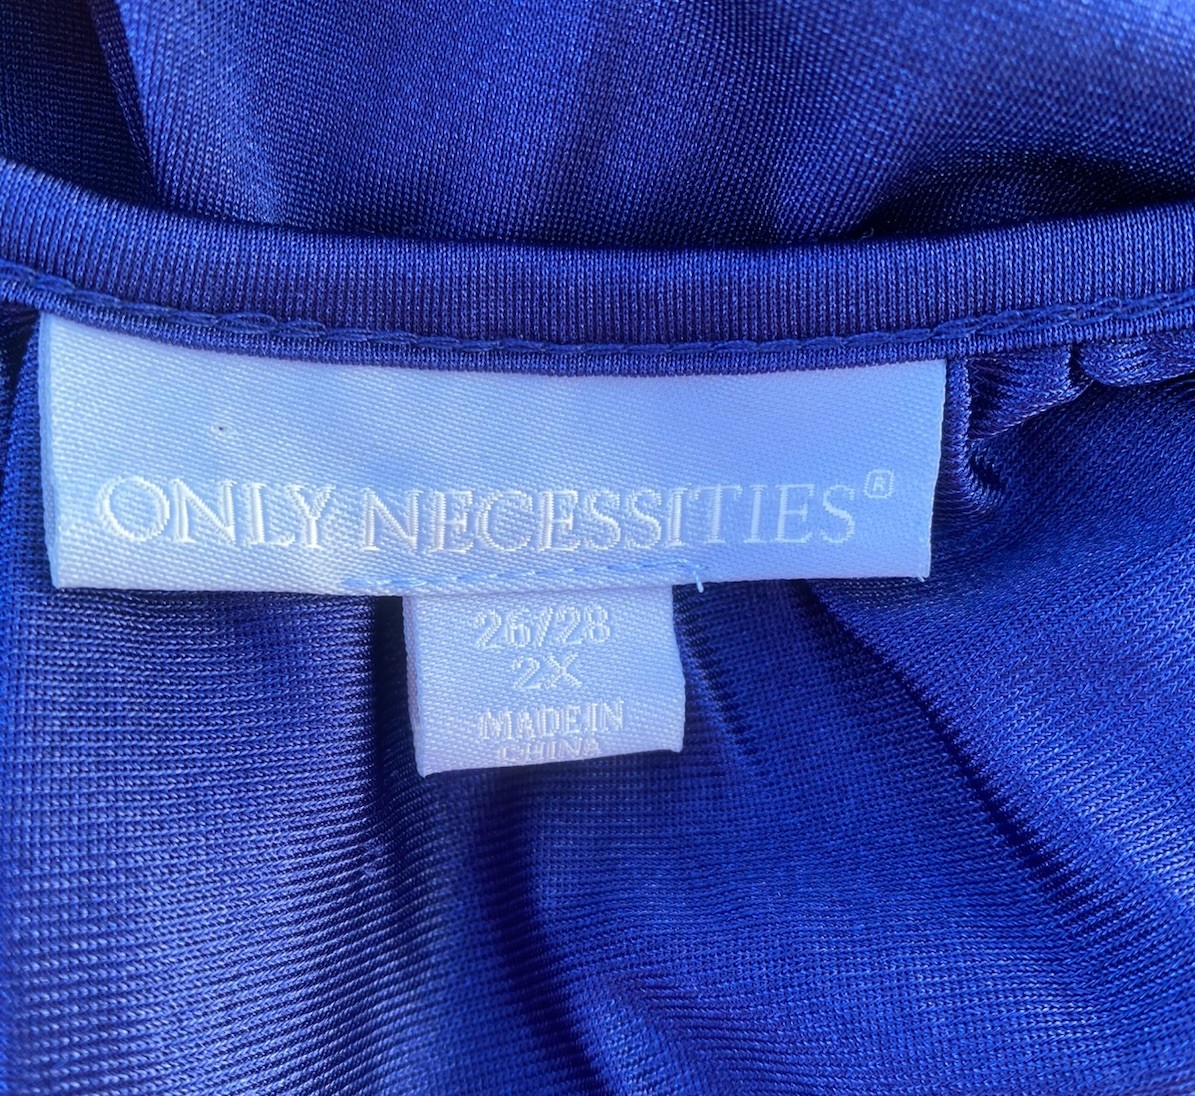 ONLY NECESSITIES®
26/28
2X
MADE IN
CHINA